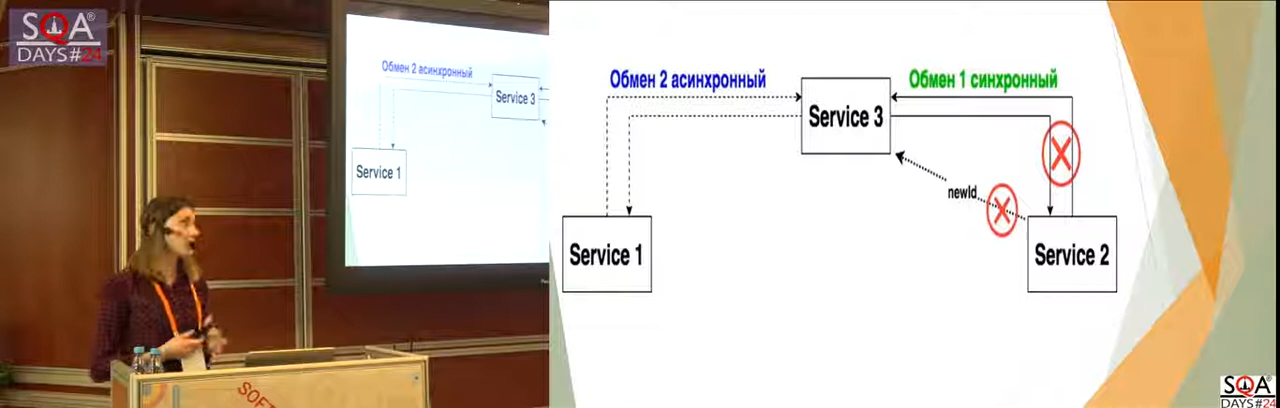 SQA®
DAYS#24
Обмен 2 асинхронный
Service 3
Service 1
SOFT
Обмен 2 асинхронный
Обмен 1 синхронный
Service 3
newId
Service 1
Service 2
SQA®
DAYS#24